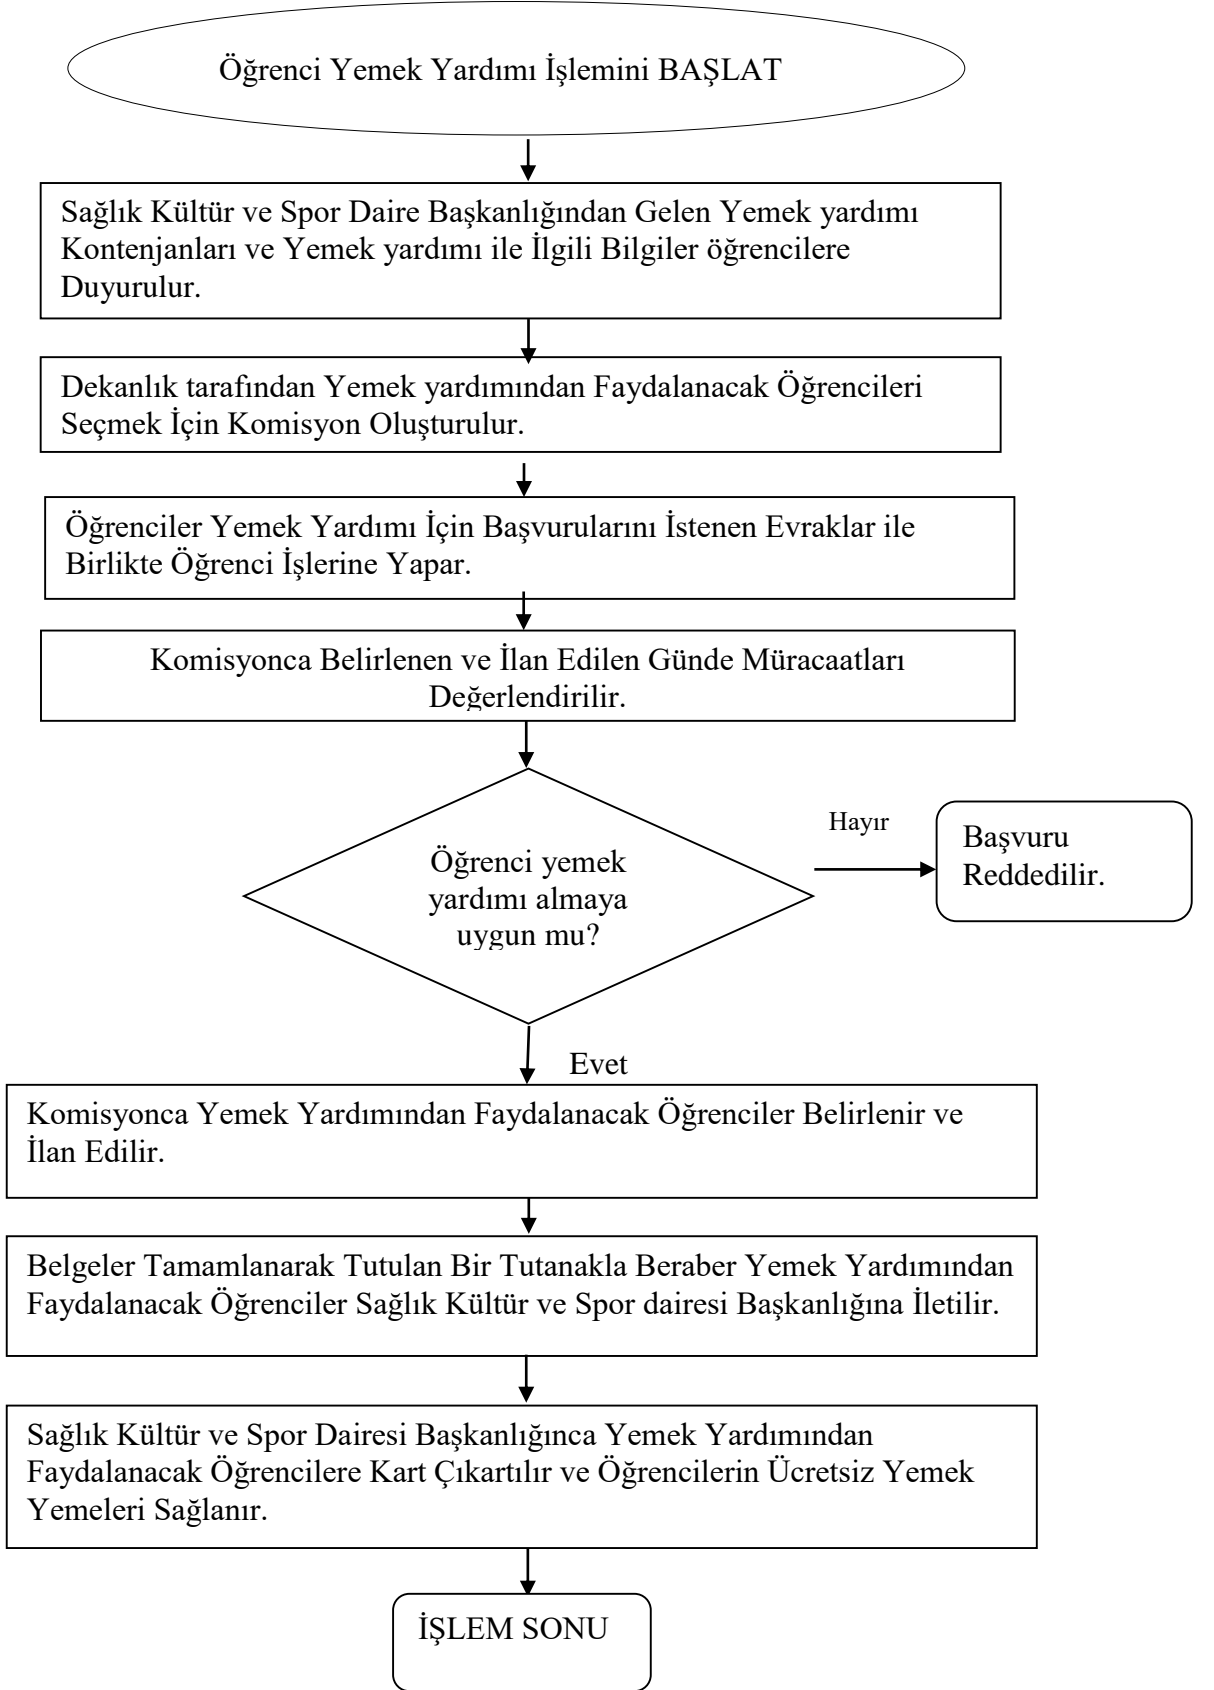 Öğrenci Yemek Yardımı İşlemini BAŞLAT
Sağlık Kültür ve Spor Daire Başkanlığından Gelen Yemek yardımı
Kontenjanları ve Yemek yardımı ile İlgili Bilgiler öğrencilere
Duyurulur.
Dekanlık tarafından Yemek yardımından Faydalanacak Öğrencileri
Seçmek İçin Komisyon Oluşturulur.
Öğrenciler Yemek Yardımı İçin Başvurularını İstenen Evraklar ile
Birlikte Öğrenci İşlerine Yapar.
Komisyonca Belirlenen ve İlan Edilen Günde Müracaatları
Değerlendirilir.
Öğrenci yemek
yardımı almaya
uygun mu?
Hayır
Başvuru
Reddedilir.
Evet
Komisyonca Yemek Yardımından Faydalanacak Öğrenciler Belirlenir ve
İlan Edilir.
Belgeler Tamamlanarak Tutulan Bir Tutanakla Beraber Yemek Yardımından
Faydalanacak Öğrenciler Sağlık Kültür ve Spor dairesi Başkanlığına İletilir.
Sağlık Kültür ve Spor Dairesi Başkanlığınca Yemek Yardımından
Faydalanacak Öğrencilere Kart Çıkartılır ve Öğrencilerin Ücretsiz Yemek
Yemeleri Sağlanır.
İŞLEM SONU